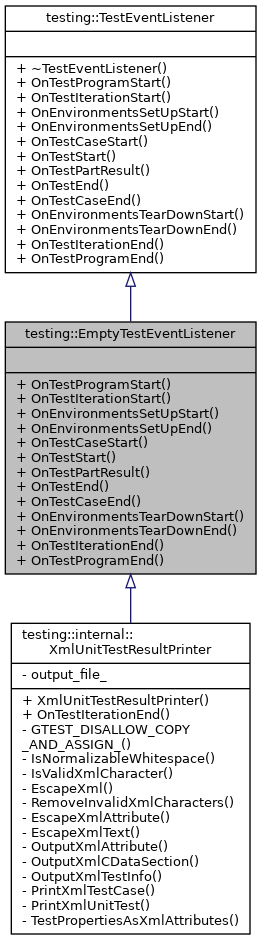 testing::TestEventListener
+ ~TestEventListener()
+ OnTestProgramStart()
+ OnTestIterationStart()
+ OnEnvironmentsSetUpStart()
+ OnEnvironmentsSetUpEnd()
+ OnTestCaseStart()
+ OnTestStart()
+ OnTestPartResult()
+ OnTestEnd()
+ OnTestCaseEnd()
+ OnEnvironmentsTearDownStart()
+ OnEnvironmentsTearDownEnd()
+ OnTestIterationEnd()
+ OnTestProgramEnd()
testing::EmptyTestEventListener
+ OnTestProgramStart()
+ OnTestIterationStart()
+ OnEnvironmentsSetUpStart()
+ OnEnvironmentsSetUpEnd()
+ OnTestCaseStart()
+ OnTestStart()
+ OnTestPartResult()
+ OnTestEnd()
+ OnTestCaseEnd()
+ OnEnvironmentsTearDownStart()
+ OnEnvironmentsTearDownEnd()
+ OnTestIterationEnd()
+ OnTestProgramEnd()
testing::internal::
XmlUnitTestResultPrinter
- output_file_
+ XmlUnitTestResultPrinter()
+ OnTestIterationEnd()
- GTEST_DISALLOW_COPY
_AND_ASSIGN_()
- IsNormalizableWhitespace()
- IsValidXmlCharacter()
- EscapeXml()
- RemoveInvalidXmlCharacters()
- EscapeXmlAttribute()
- EscapeXmlText()
- OutputXmlAttribute()
- OutputXmlCDataSection()
- OutputXmlTestInfo()
- PrintXmlTestCase()
- PrintXmlUnitTest()
- TestPropertiesAsXmlAttributes()